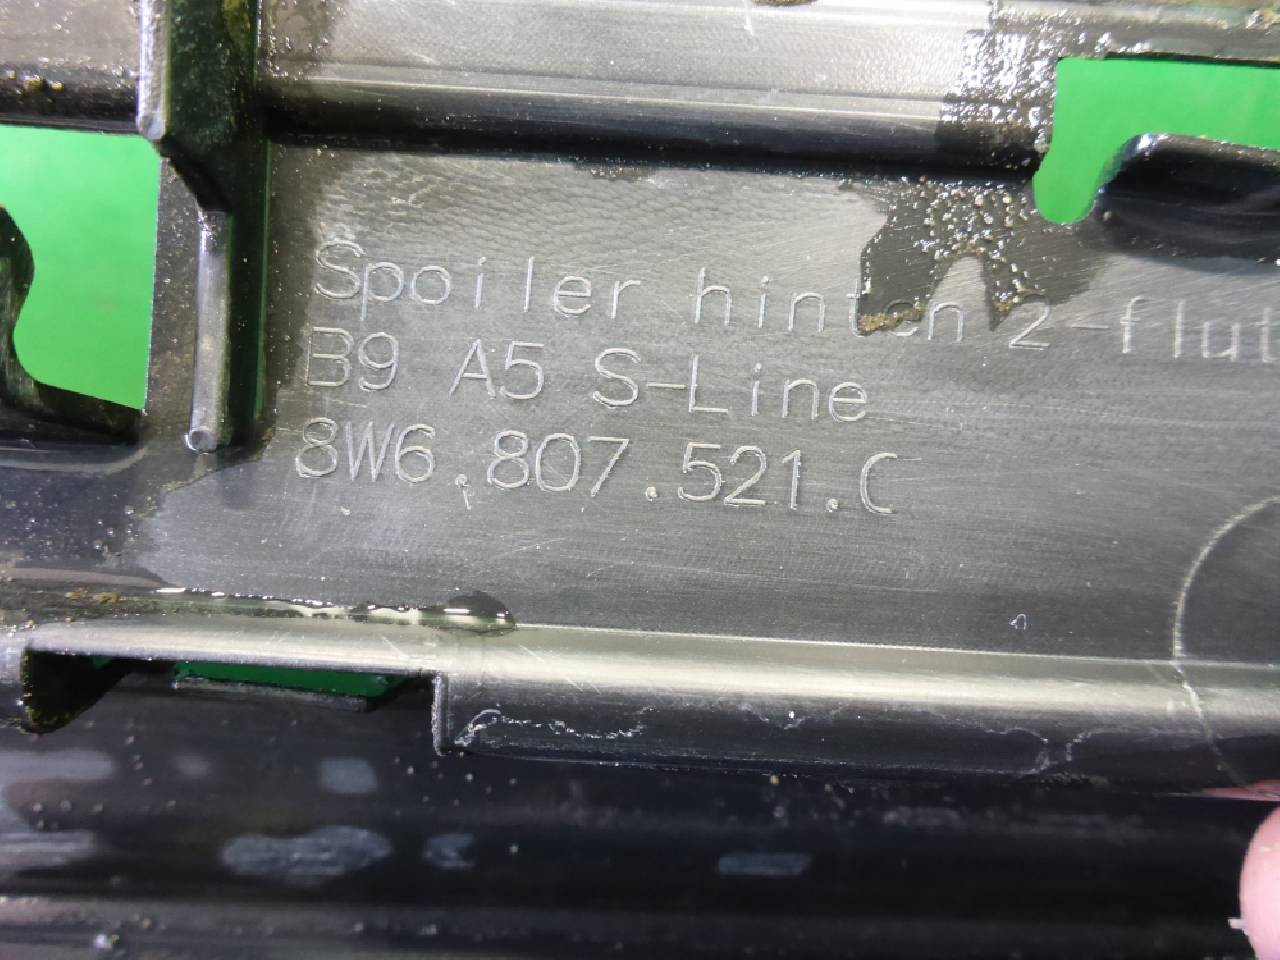 Spoiler hinten 2-flut
B9 A5 S-Line
8W6.807.521.C